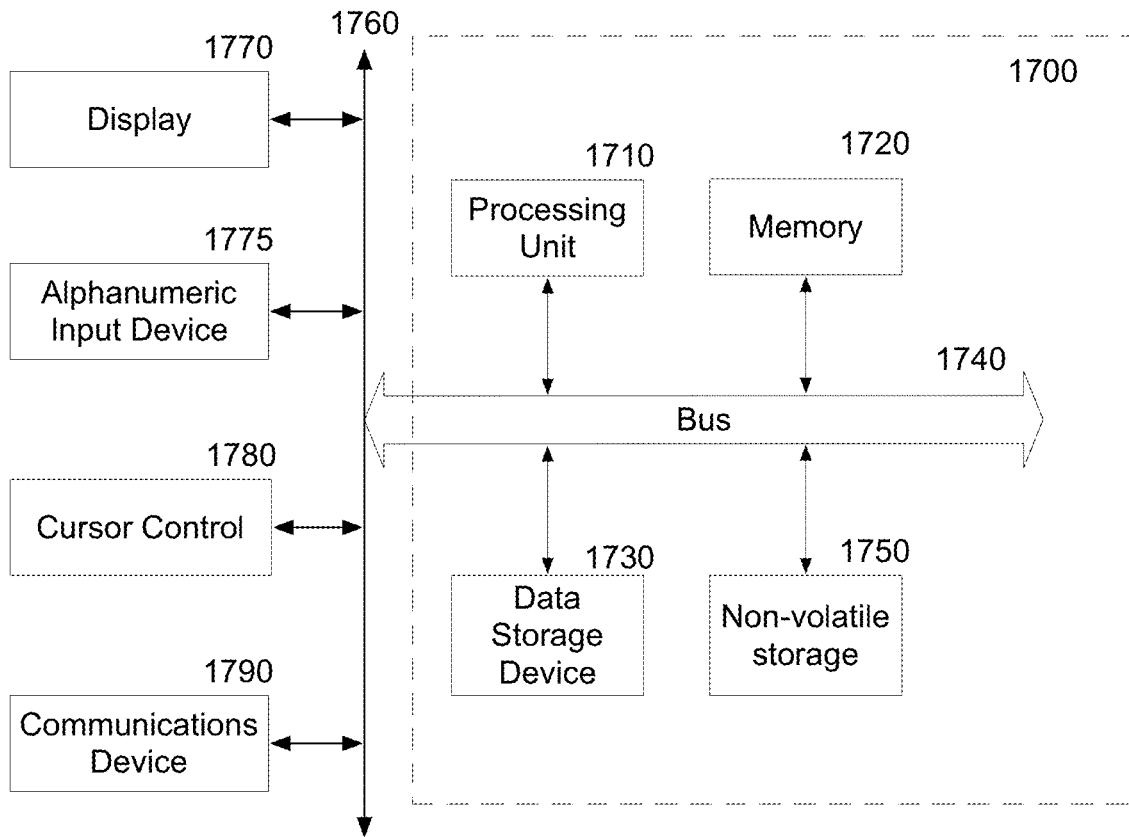 1760
1770
Display
1700
1710
Processing
Unit
1720
Memory
1775
Alphanumeric
Input Device
1740
Bus
1780
Cursor Control
1730
Data
Storage
Device
1750
Non-volatile
storage
1790
Communications
Device